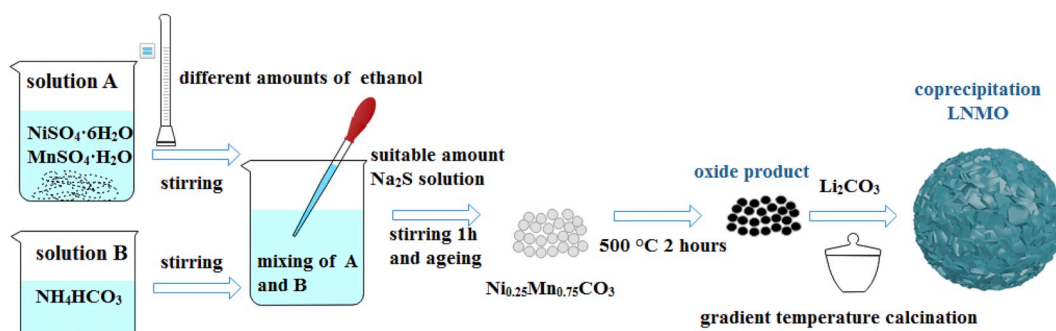 solution A
NiSO₄·6H₂O
MnSO₄·H₂O
different amounts of ethanol
stirring
solution B
NH₄HCO₃
stirring
mixing of A
and B
suitable amount
Na₂S solution
stirring 1h
and ageing
Ni₀.₂₅Mn₀.₇₅CO₃
500 °C 2 hours
oxide product
Li₂CO₃
gradient temperature calcination
coprecipitation
LNMO